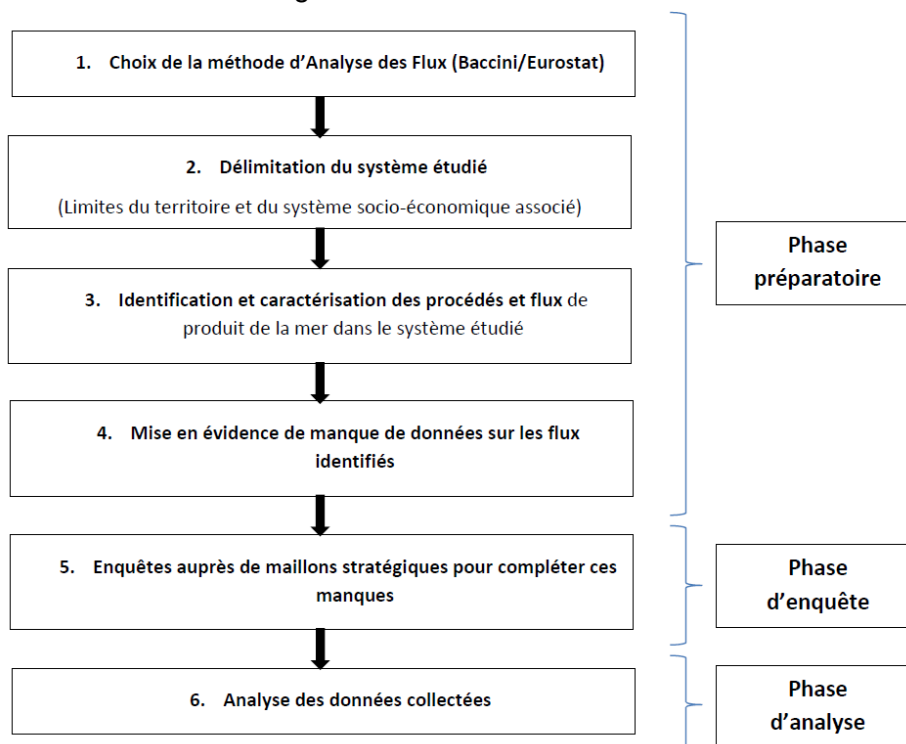 1. Choix de la méthode d'Analyse des Flux (Baccini/Eurostat)
2. Délimitation du système étudié
(Limites du territoire et du système socio-économique associé)
3. Identification et caractérisation des procédés et flux de
produit de la mer dans le système étudié
4. Mise en évidence de manque de données sur les flux
identifiés
Phase
préparatoire
5. Enquêtes auprès de maillons stratégiques pour compléter ces
manques
Phase
d'enquête
6. Analyse des données collectées
Phase
d'analyse